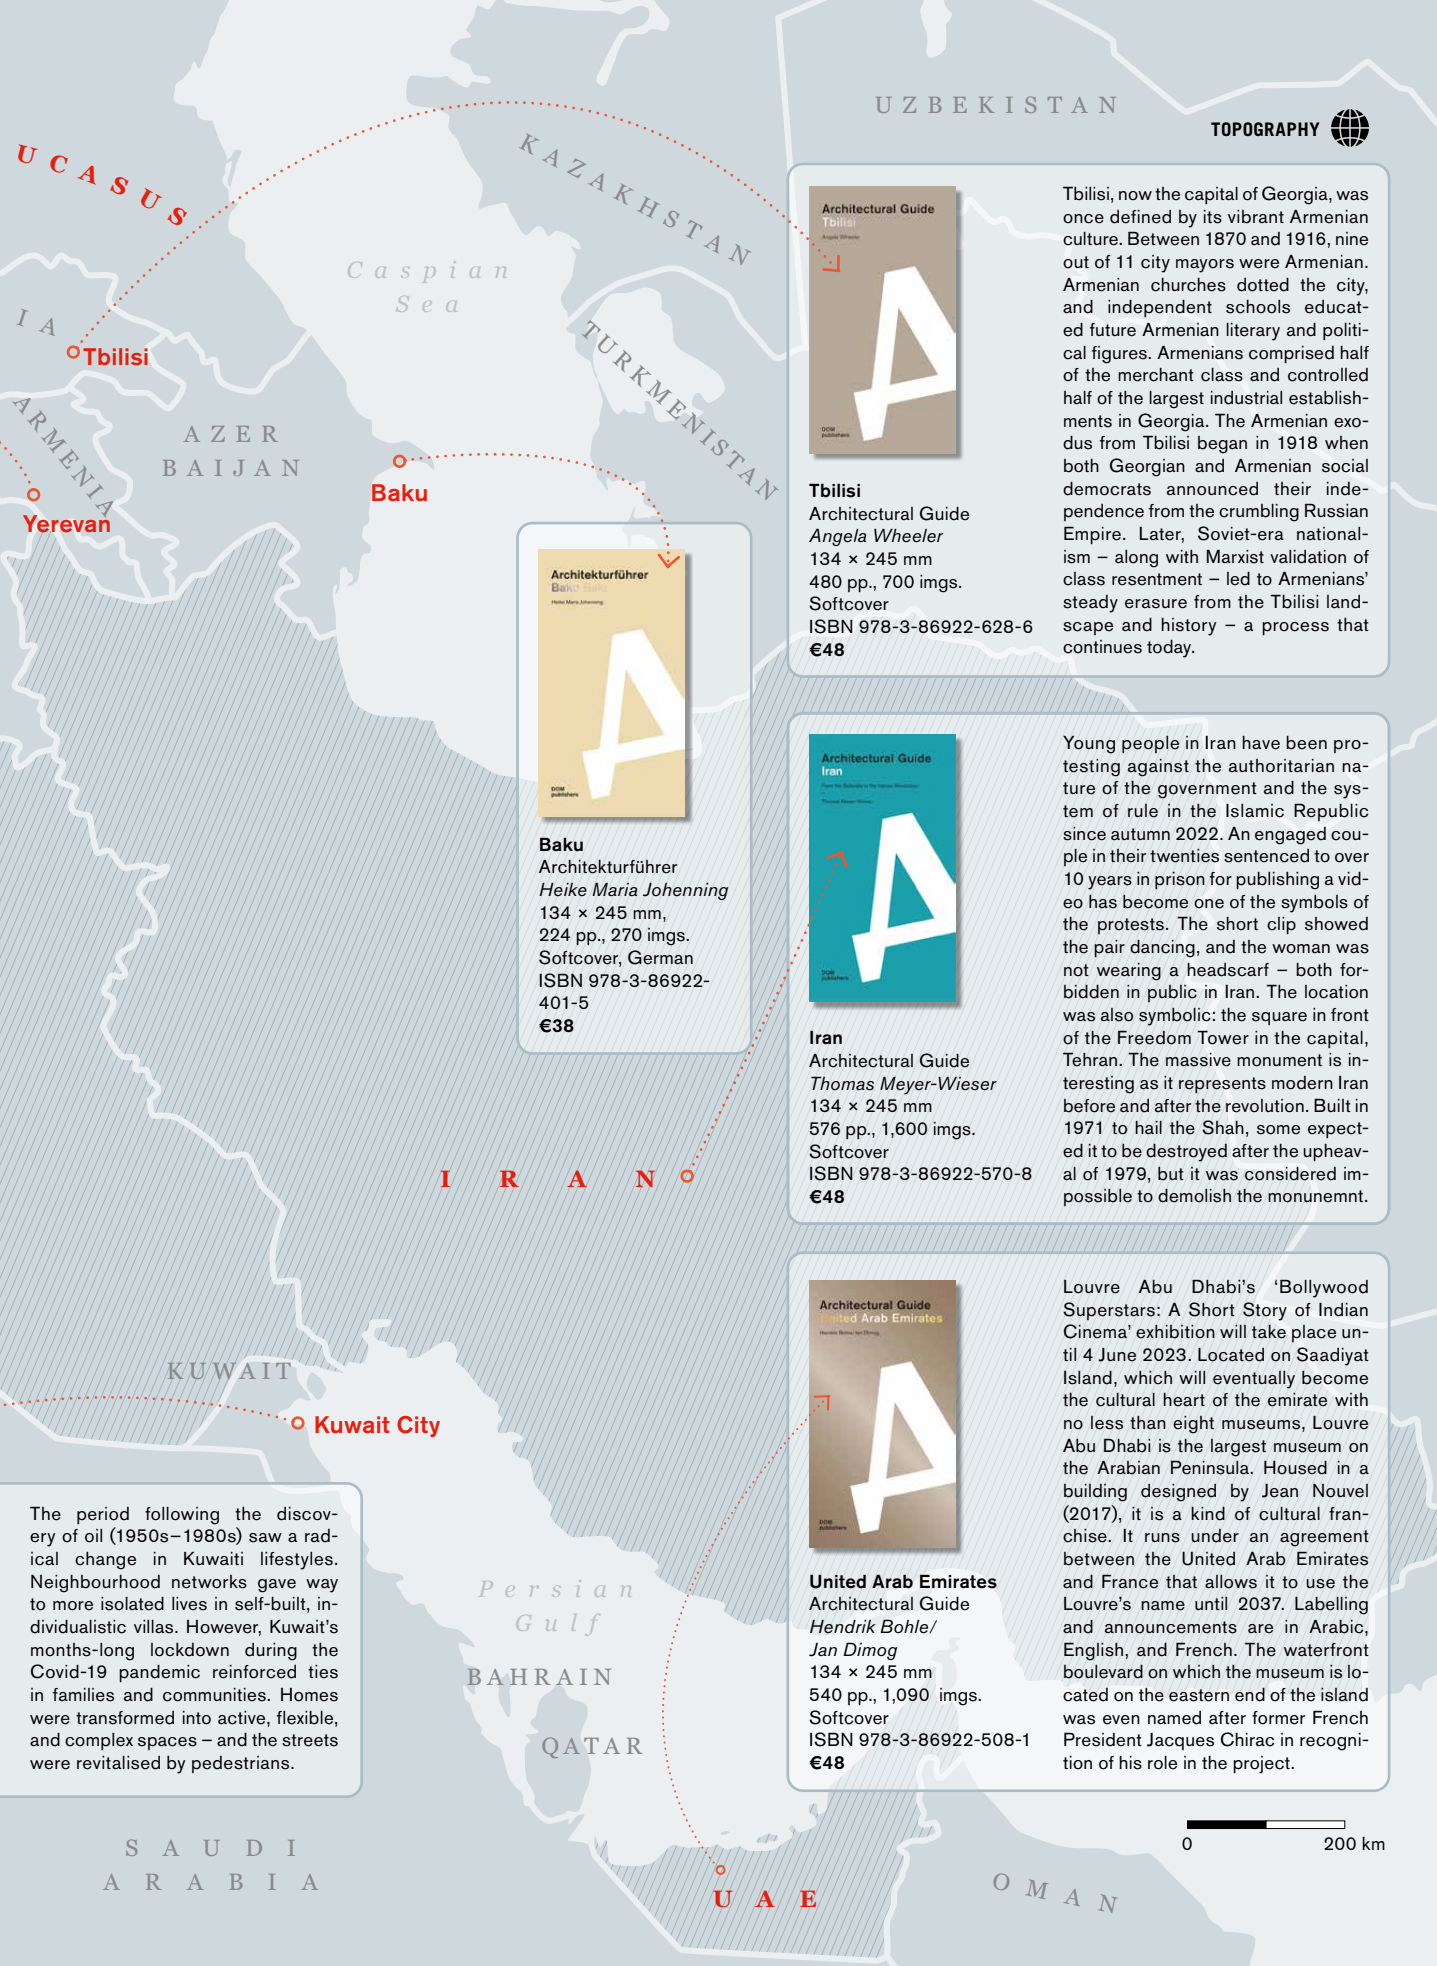 UZBEKISTAN
TOPOGRAPHY
UCASUS
KAZAKHSTAN
Caspian
Sea
IA
Tbilisi
TURKMENISTAN
ARMENIA
AZER
BAIJAN
Baku
Yerevan
Architectural Guide
Tbilisi
Angela Wheeler
DOM
publishers
Tbilisi
Architectural Guide
Angela Wheeler
134 × 245 mm
480 pp., 700 imgs.
Softcover
ISBN 978-3-86922-628-6
€48
Tbilisi, now the capital of Georgia, was
once defined by its vibrant Armenian
culture. Between 1870 and 1916, nine
out of 11 city mayors were Armenian.
Armenian churches dotted the city,
and independent schools educat-
ed future Armenian literary and politi-
cal figures. Armenians comprised half
of the merchant class and controlled
half of the largest industrial establish-
ments in Georgia. The Armenian exo-
dus from Tbilisi began in 1918 when
both Georgian and Armenian social
democrats announced their inde-
pendence from the crumbling Russian
Empire. Later, Soviet-era national-
ism – along with Marxist validation of
class resentment – led to Armenians’
steady erasure from the Tbilisi land-
scape and history – a process that
continues today.
Architekturführer
Baku Baki
Heike Maria Johenning
DOM
publishers
Baku
Architekturführer
Heike Maria Johenning
134 × 245 mm,
224 pp., 270 imgs.
Softcover, German
ISBN 978-3-86922-
401-5
€38
Architectural Guide
Iran
Thomas Meyer-Wieser
DOM
publishers
Iran
Architectural Guide
Thomas Meyer-Wieser
134 × 245 mm
576 pp., 1,600 imgs.
Softcover
ISBN 978-3-86922-570-8
€48
Young people in Iran have been pro-
testing against the authoritarian na-
ture of the government and the sys-
tem of rule in the Islamic Republic
since autumn 2022. An engaged cou-
ple in their twenties sentenced to over
10 years in prison for publishing a vid-
eo has become one of the symbols of
the protests. The short clip showed
the pair dancing, and the woman was
not wearing a headscarf – both for-
bidden in public in Iran. The location
was also symbolic: the square in front
of the Freedom Tower in the capital,
Tehran. The massive monument is in-
teresting as it represents modern Iran
before and after the revolution. Built in
1971 to hail the Shah, some expect-
ed it to be destroyed after the upheav-
al of 1979, but it was considered im-
possible to demolish the monunemnt.
IRAN
KUWAIT
Kuwait City
The period following the discov-
ery of oil (1950s–1980s) saw a rad-
ical change in Kuwaiti lifestyles.
Neighbourhood networks gave way
to more isolated lives in self-built, in-
dividualistic villas. However, Kuwait’s
months-long lockdown during the
Covid-19 pandemic reinforced ties
in families and communities. Homes
were transformed into active, flexible,
and complex spaces – and the streets
were revitalised by pedestrians.
Persian
Gulf
BAHRAIN
QATAR
Architectural Guide
United Arab Emirates
Hendrik Bohle/Jan Dimog
DOM
publishers
United Arab Emirates
Architectural Guide
Hendrik Bohle/
Jan Dimog
134 × 245 mm
540 pp., 1,090 imgs.
Softcover
ISBN 978-3-86922-508-1
€48
Louvre Abu Dhabi’s ‘Bollywood
Superstars: A Short Story of Indian
Cinema’ exhibition will take place un-
til 4 June 2023. Located on Saadiyat
Island, which will eventually become
the cultural heart of the emirate with
no less than eight museums, Louvre
Abu Dhabi is the largest museum on
the Arabian Peninsula. Housed in a
building designed by Jean Nouvel
(2017), it is a kind of cultural fran-
chise. It runs under an agreement
between the United Arab Emirates
and France that allows it to use the
Louvre’s name until 2037. Labelling
and announcements are in Arabic,
English, and French. The waterfront
boulevard on which the museum is lo-
cated on the eastern end of the island
was even named after former French
President Jacques Chirac in recogni-
tion of his role in the project.
0 200 km
SAUDI
ARABIA
UAE
OMAN